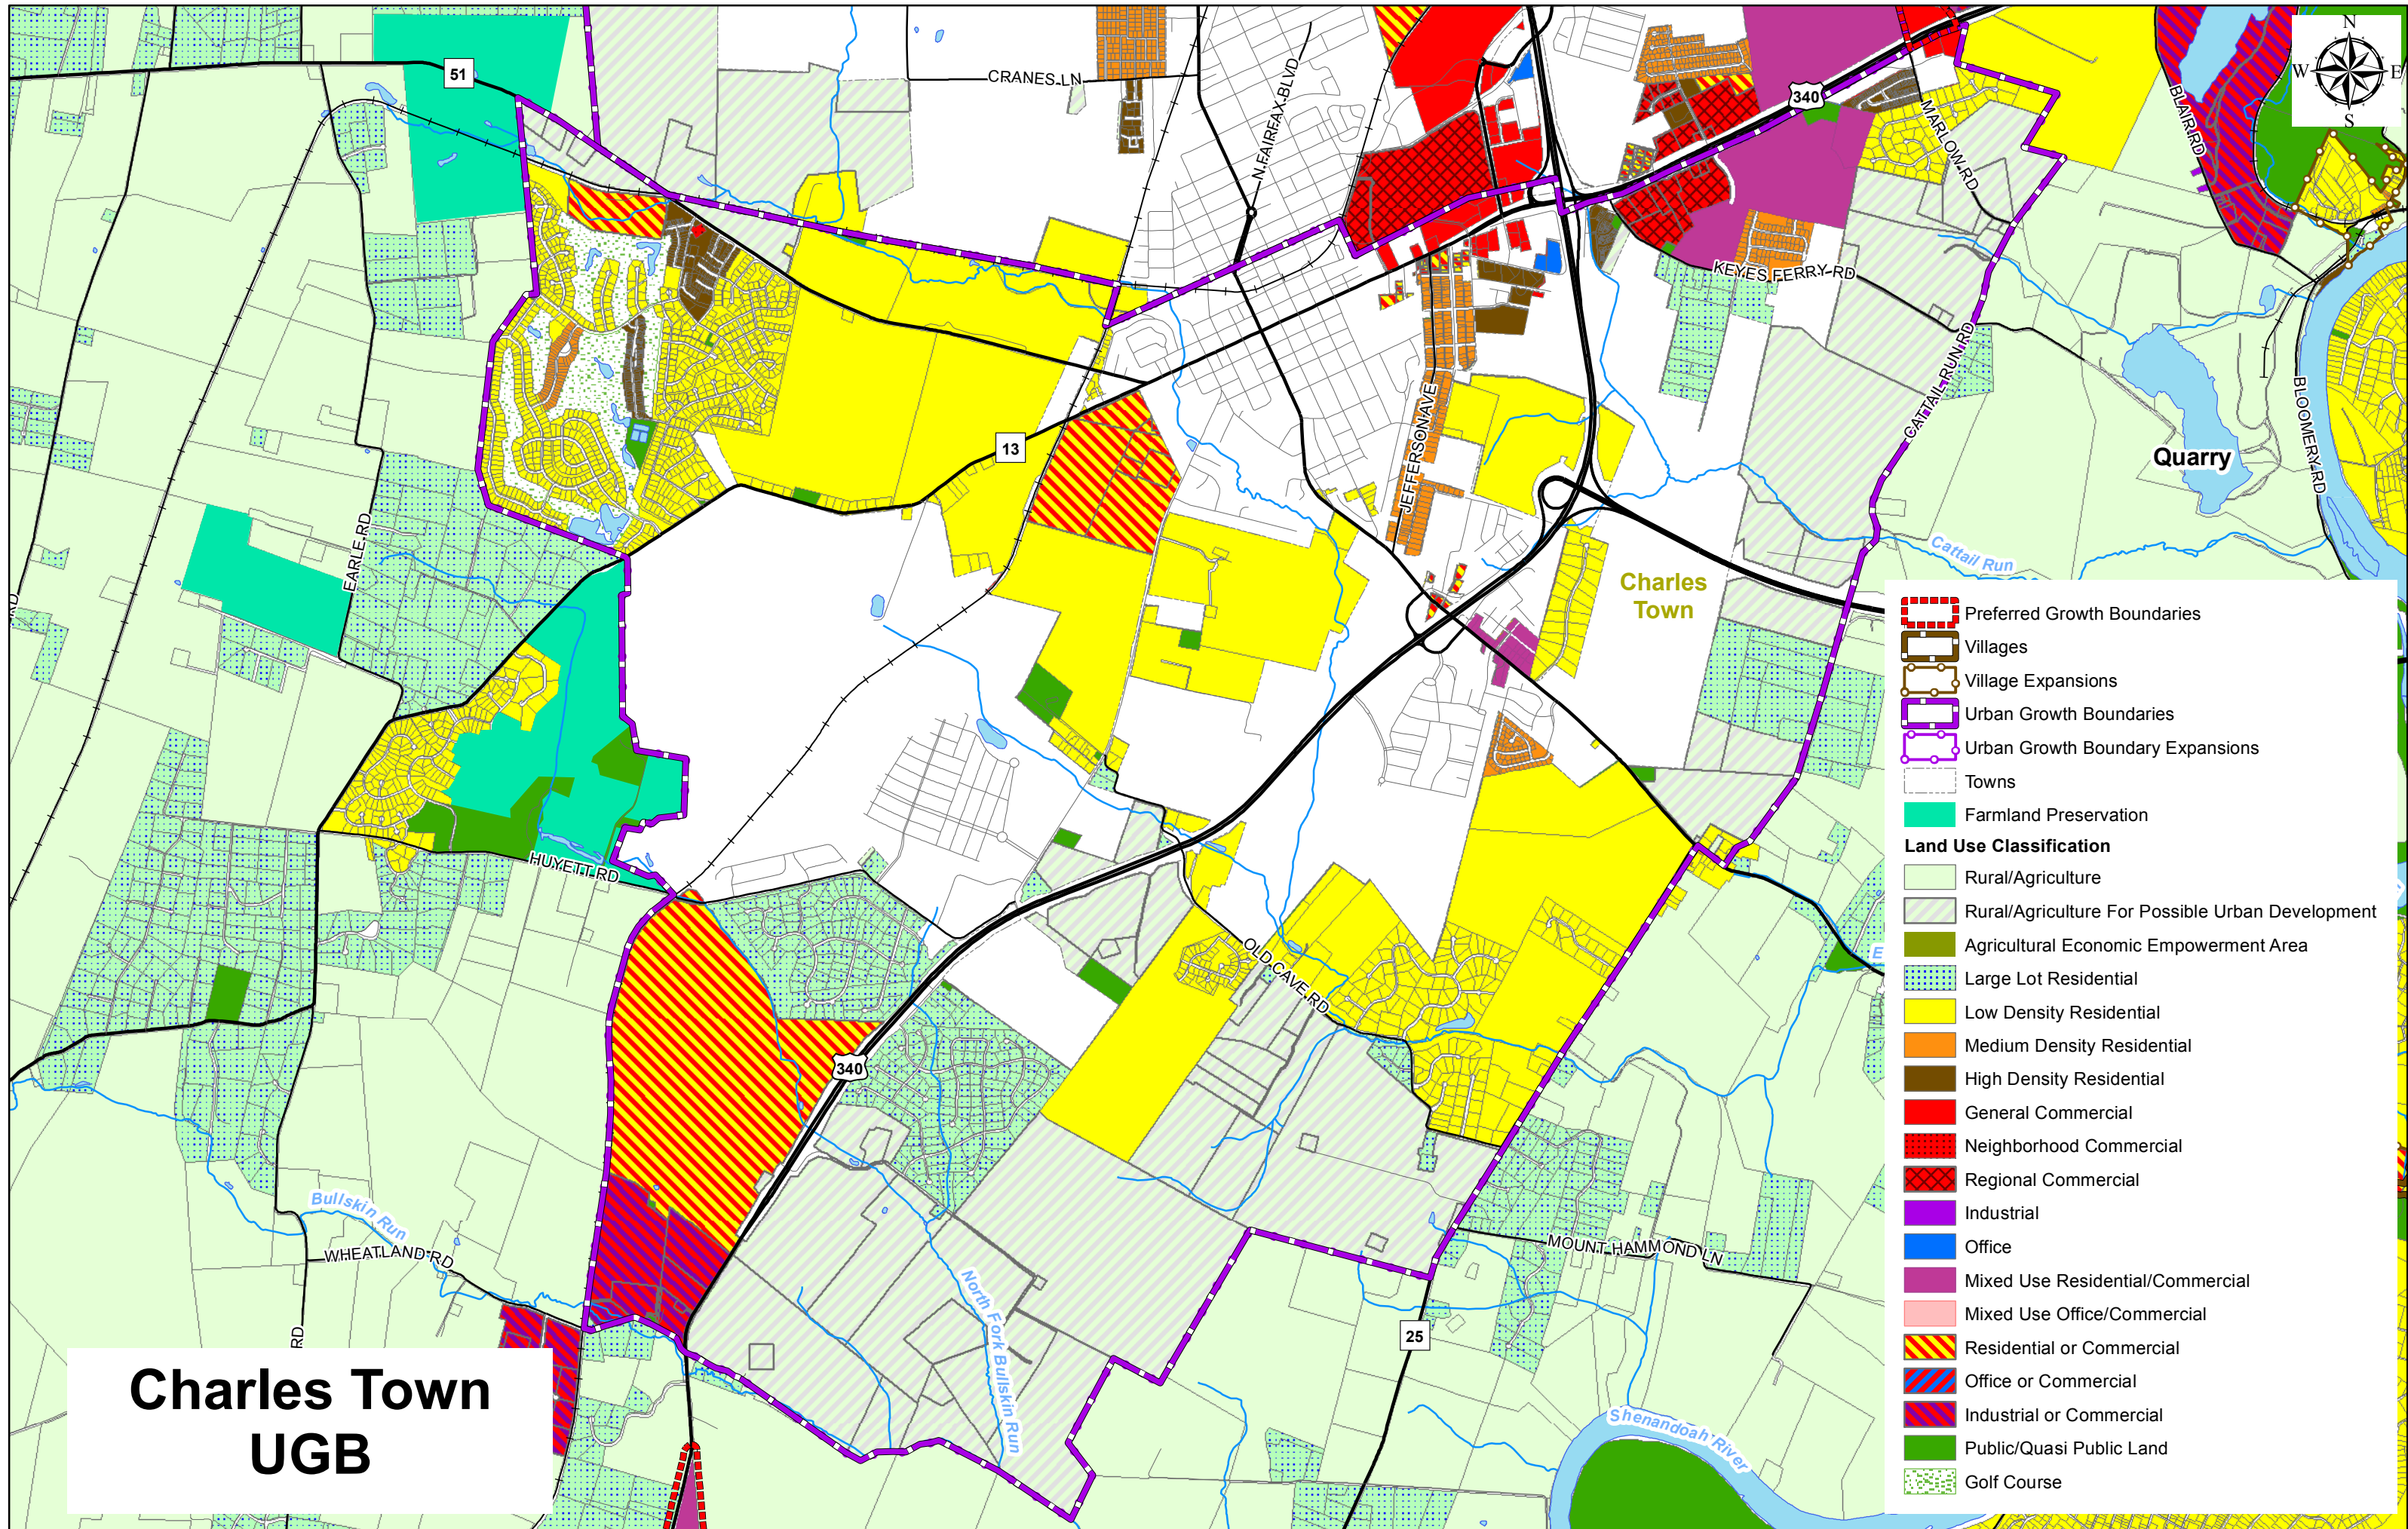 N
W E
S
51
CRANES LN
N FAIRFAX BLVD
340
MARLOW RD
BLAIR RD
KEYES FERRY RD
CATTAIL RUN RD
BLOOMERY RD
Quarry
13
JEFFERSON AVE
EARLE RD
RD
Cattail Run
Charles
Town
HUYETT RD
OLD CAVE RD
340
Bullskin Run
WHEATLAND RD
RD
North Fork Bullskin Run
MOUNT HAMMOND LN
25
Shenandoah River
E
Charles Town
UGB
Preferred Growth Boundaries
Villages
Village Expansions
Urban Growth Boundaries
Urban Growth Boundary Expansions
Towns
Farmland Preservation
Land Use Classification
Rural/Agriculture
Rural/Agriculture For Possible Urban Development
Agricultural Economic Empowerment Area
Large Lot Residential
Low Density Residential
Medium Density Residential
High Density Residential
General Commercial
Neighborhood Commercial
Regional Commercial
Industrial
Office
Mixed Use Residential/Commercial
Mixed Use Office/Commercial
Residential or Commercial
Office or Commercial
Industrial or Commercial
Public/Quasi Public Land
Golf Course